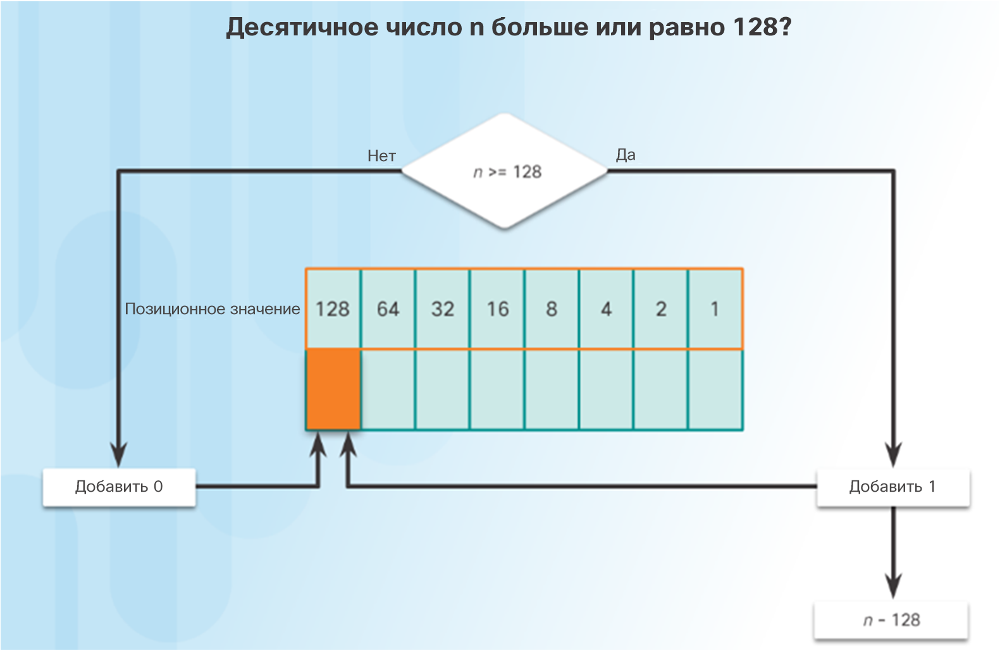 Десятичное число n больше или равно 128?
Нет
Да
n >= 128
Позиционное значение
128 64 32 16 8 4 2 1
Добавить 0
Добавить 1
n - 128